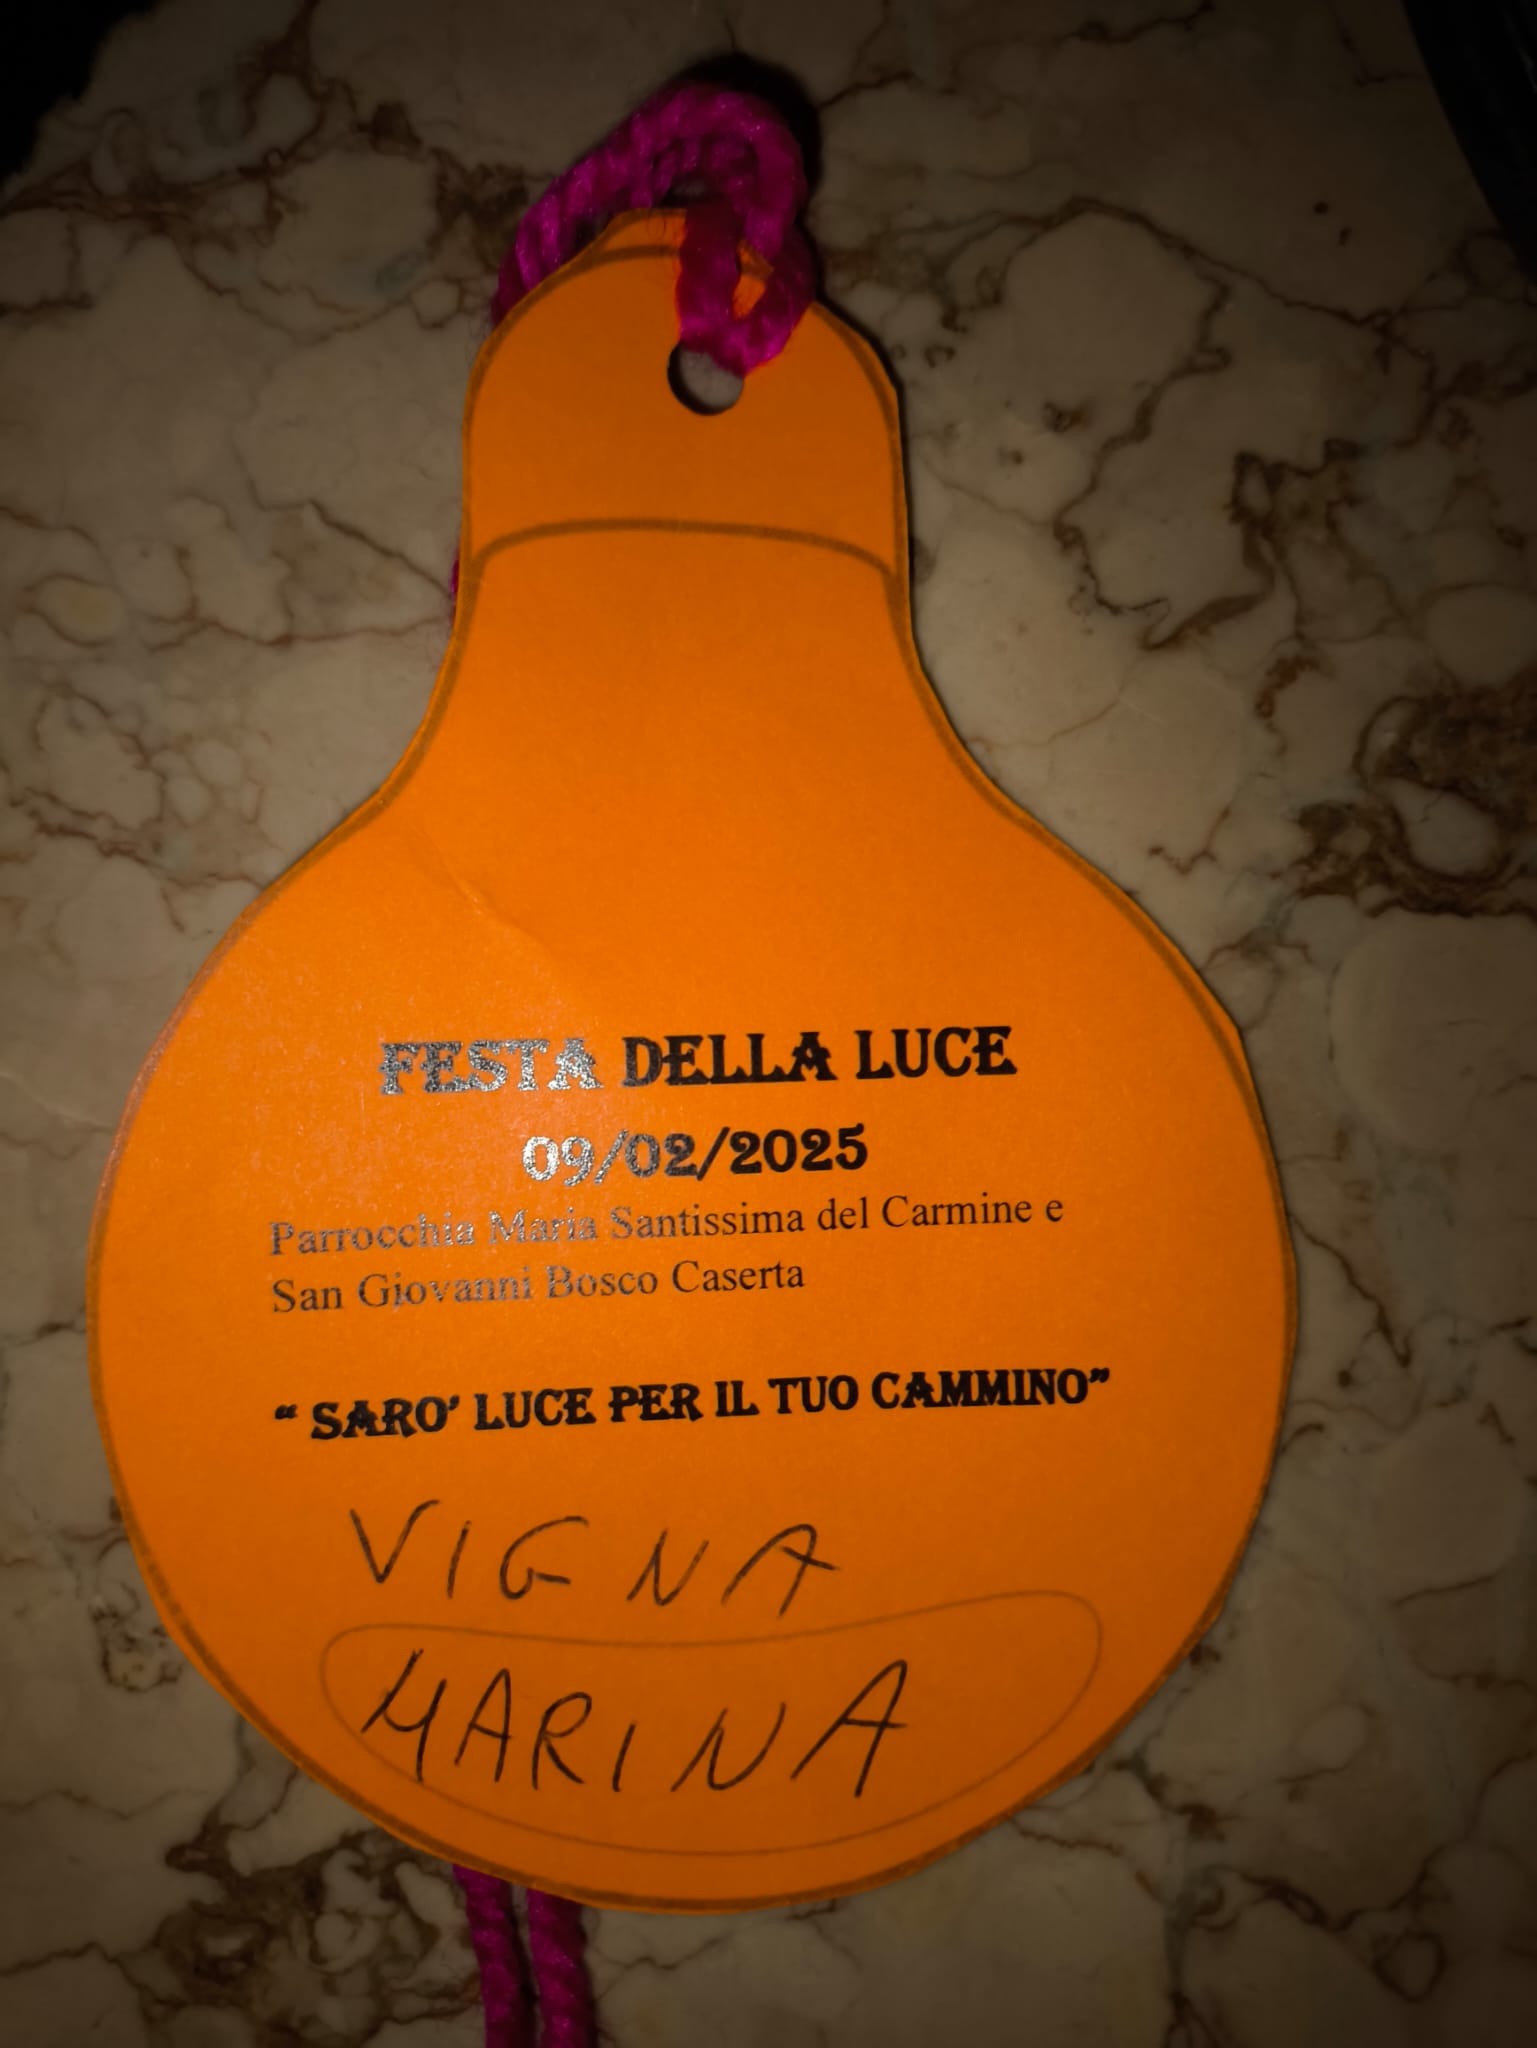 FESTA DELLA LUCE
09/02/2025
Parrocchia Maria Santissima del Carmine e
San Giovanni Bosco Caserta
“ SARO’ LUCE PER IL TUO CAMMINO”
VIGNA
MARINA